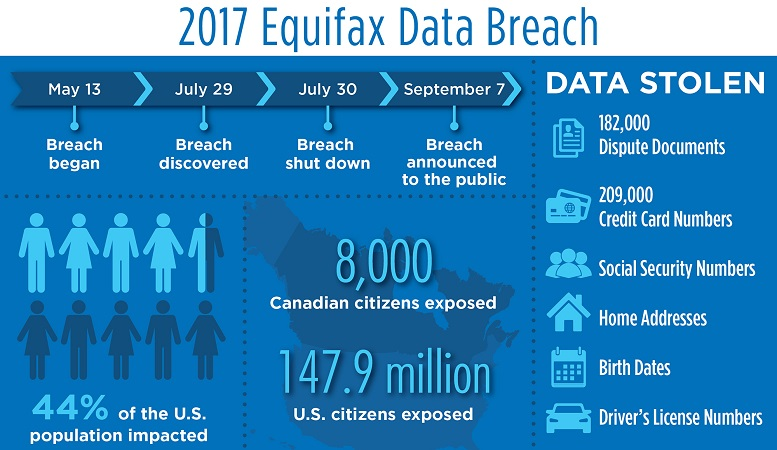 2017 Equifax Data Breach
May 13
Breach
began
July 29
Breach
discovered
July 30
Breach
shut down
September 7
Breach
announced
to the public
44% of the U.S.
population impacted
8,000
Canadian citizens exposed
147.9 million
U.S. citizens exposed
DATA STOLEN
182,000
Dispute Documents
209,000
Credit Card Numbers
Social Security Numbers
Home Addresses
Birth Dates
Driver's License Numbers